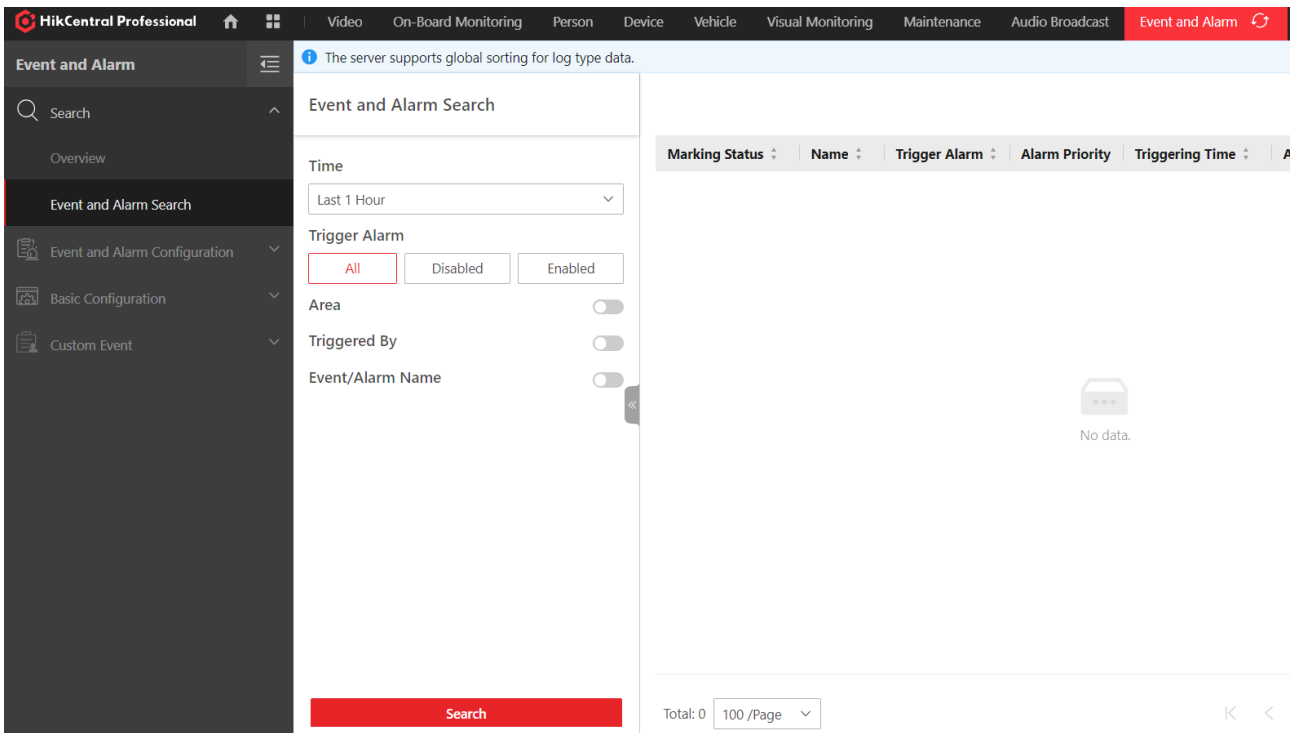 HikCentral Professional
Video
On-Board Monitoring
Person
Device
Vehicle
Visual Monitoring
Maintenance
Audio Broadcast
Event and Alarm
Event and Alarm
Search
Overview
Event and Alarm Search
Event and Alarm Configuration
Basic Configuration
Custom Event
The server supports global sorting for log type data.
Event and Alarm Search
Time
Last 1 Hour
Trigger Alarm
All
Disabled
Enabled
Area
Triggered By
Event/Alarm Name
Search
Marking Status
Name
Trigger Alarm
Alarm Priority
Triggering Time
A
No data.
Total: 0
100 /Page